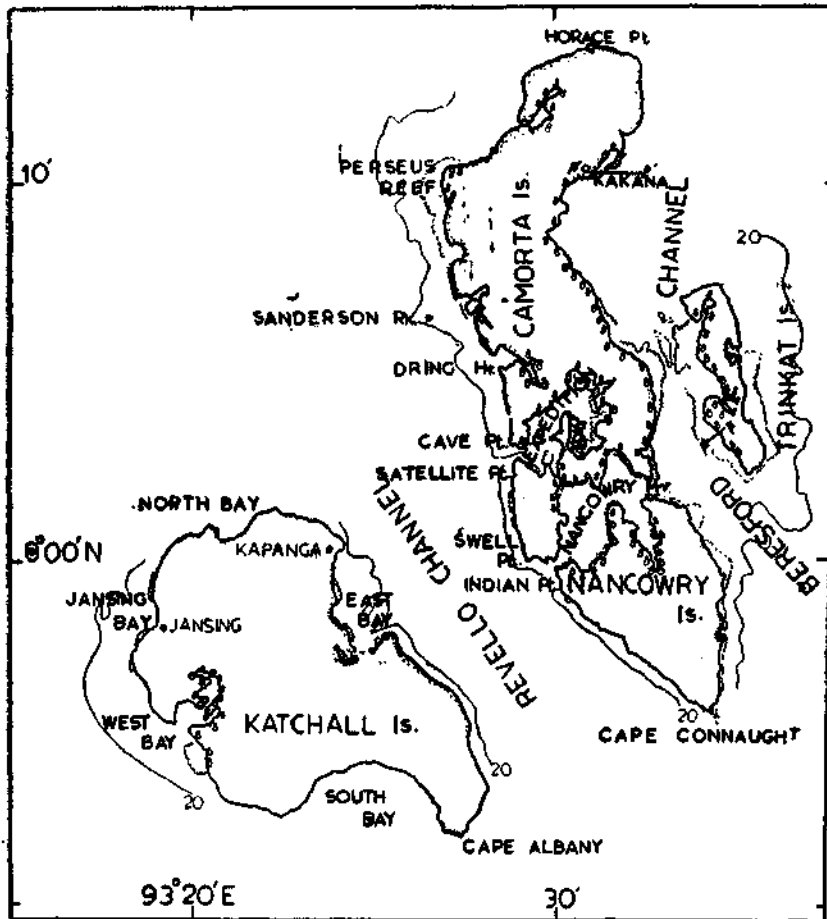 HORACE Pt.
PERSEUS
REEF
10'
KAKANA
CAMORTA Is.
CHANNEL
20
TRINKAT Is.
SANDERSON Rk.
DRING Hr.
CAVE Pt.
SATELLITE Pt.
NANCOWRY
NANCOWRY
BERESFORD
NORTH BAY
KAPANGA
8°00'N
SWELL
Pt.
INDIAN Pt.
NANCOWRY
Is.
REVELLO CHANNEL
JANSING
BAY
JANSING
EAST
BAY
WEST
BAY
KATCHALL Is.
20
CAPE CONNAUGHT
20
20
SOUTH
BAY
CAPE ALBANY
93°20'E
30'